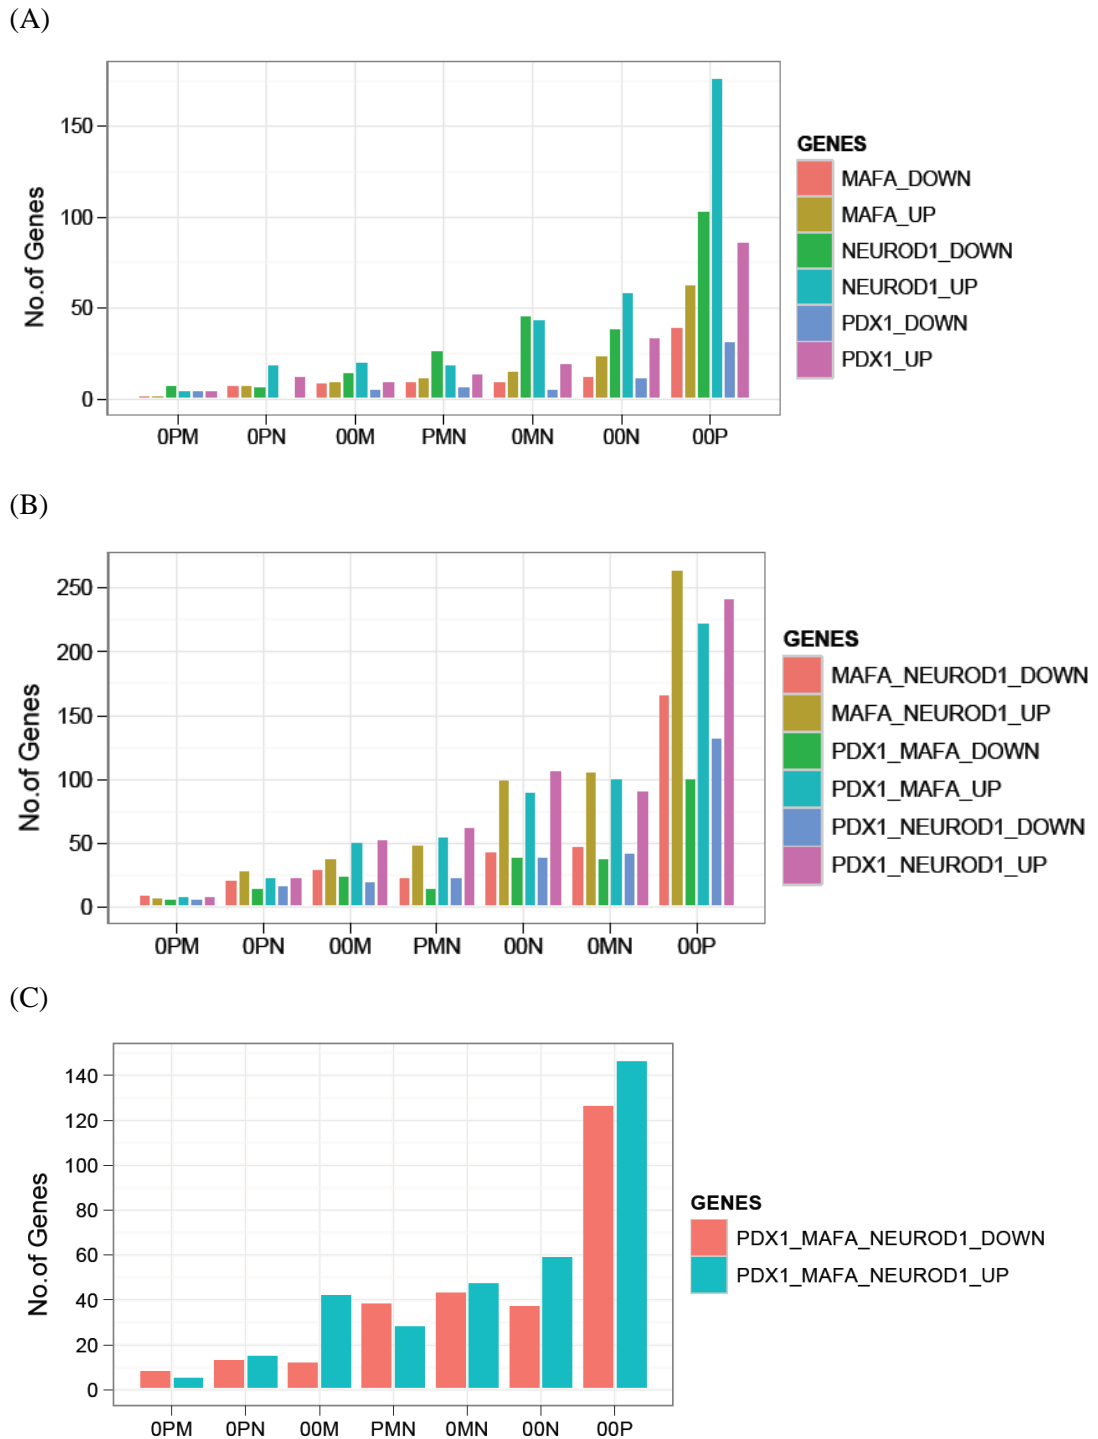 (A)
No.of Genes
150
100
50
0
0PM 0PN 00M PMN 0MN 00N 00P
GENES
MAFA_DOWN
MAFA_UP
NEUROD1_DOWN
NEUROD1_UP
PDX1_DOWN
PDX1_UP
(B)
No.of Genes
250
200
150
100
50
0
0PM 0PN 00M PMN 00N 0MN 00P
GENES
MAFA_NEUROD1_DOWN
MAFA_NEUROD1_UP
PDX1_MAFA_DOWN
PDX1_MAFA_UP
PDX1_NEUROD1_DOWN
PDX1_NEUROD1_UP
(C)
No.of Genes
140
120
100
80
60
40
20
0
0PM 0PN 00M PMN 0MN 00N 00P
GENES
PDX1_MAFA_NEUROD1_DOWN
PDX1_MAFA_NEUROD1_UP